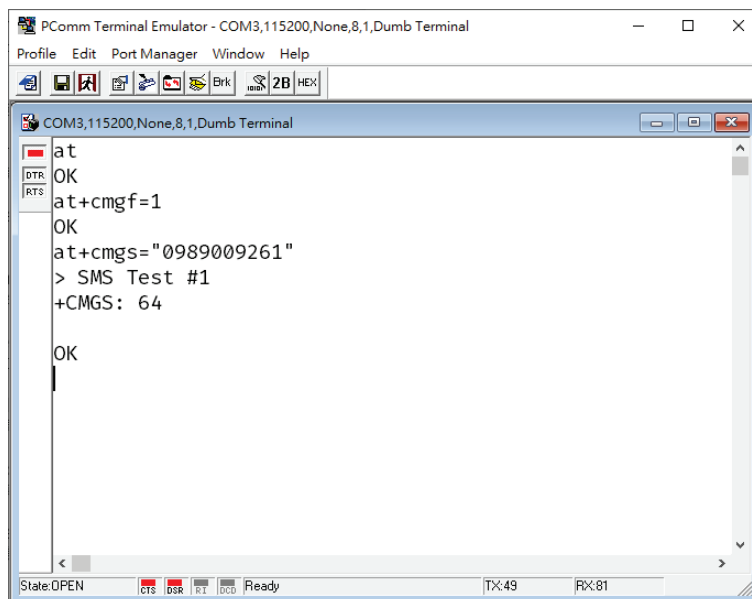 PComm Terminal Emulator - COM3,115200,None,8,1,Dumb Terminal
Profile Edit Port Manager Window Help
Brk 2B HEX
COM3,115200,None,8,1,Dumb Terminal
DTR
RTS
at
OK
at+cmgf=1
OK
at+cmgs="0989009261"
> SMS Test #1
+CMGS: 64
OK
State:OPEN CTS DSR RI DCD Ready TX:49 RX:81